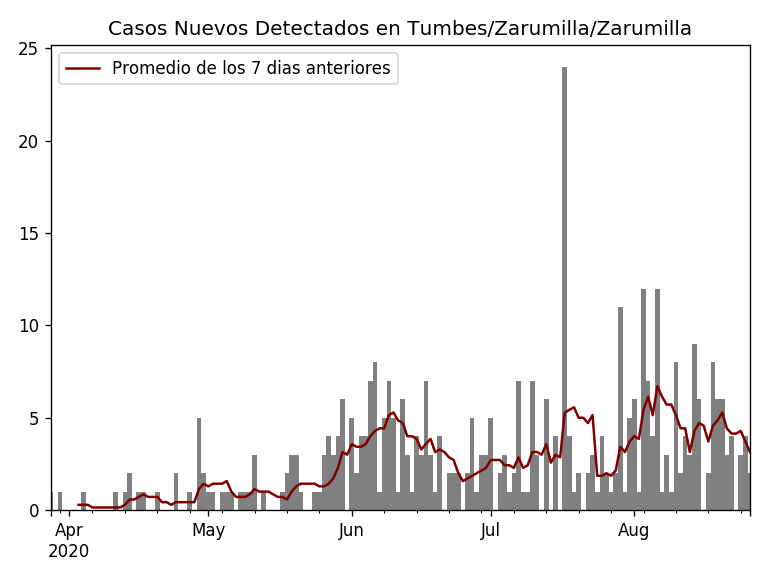 Casos Nuevos Detectados en Tumbes/Zarumilla/Zarumilla
Promedio de los 7 dias anteriores
25
20
15
10
5
0
Apr
2020
May
Jun
Jul
Aug